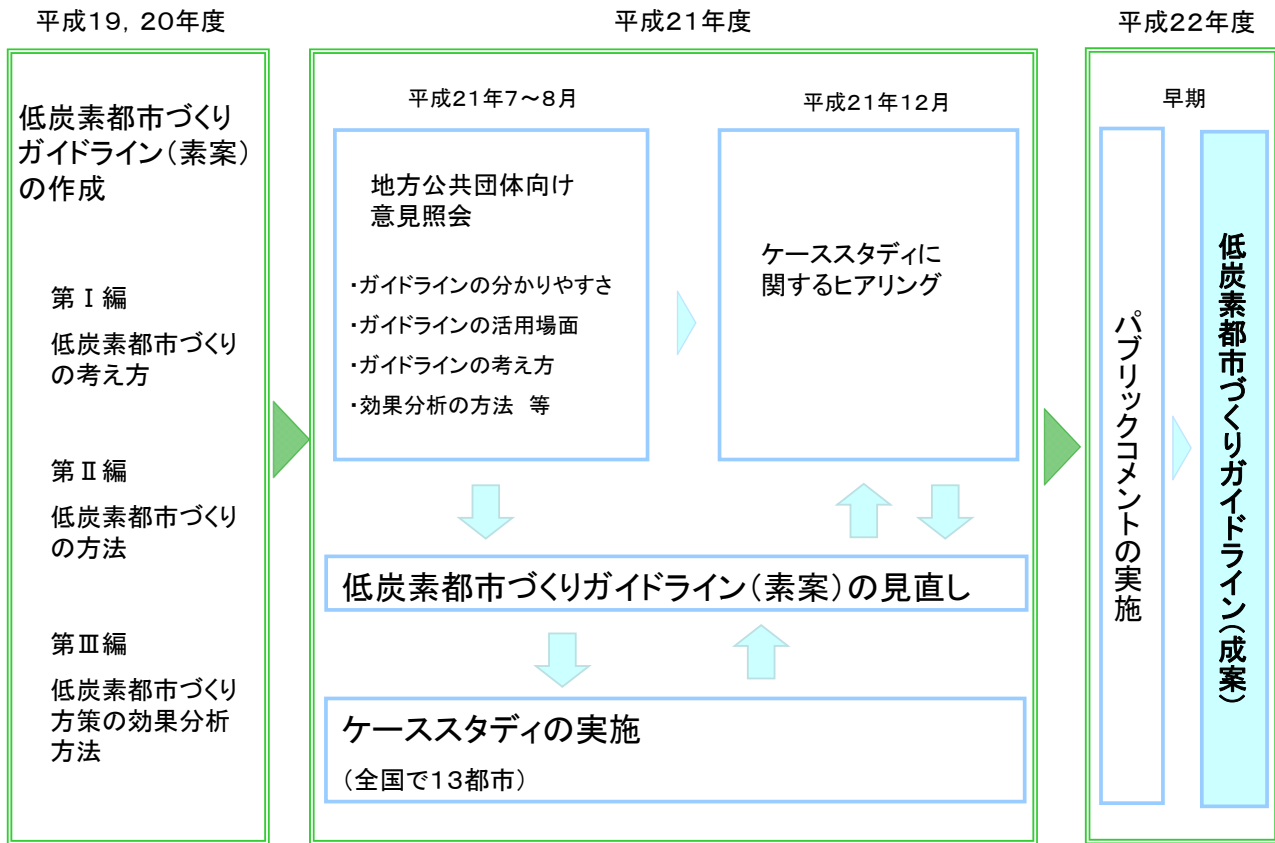 平成19，20年度
低炭素都市づくり
ガイドライン（素案）
の作成
第Ⅰ編
低炭素都市づくり
の考え方
第Ⅱ編
低炭素都市づくり
の方法
第Ⅲ編
低炭素都市づくり
方策の効果分析
方法
平成21年度
平成21年7～8月
地方公共団体向け
意見照会
・ガイドラインの分かりやすさ
・ガイドラインの活用場面
・ガイドラインの考え方
・効果分析の方法　等
平成21年12月
ケーススタディに
関するヒアリング
低炭素都市づくりガイドライン（素案）の見直し
ケーススタディの実施
（全国で13都市）
平成22年度
早期
パブリックコメントの実施
低炭素都市づくりガイドライン（成案）